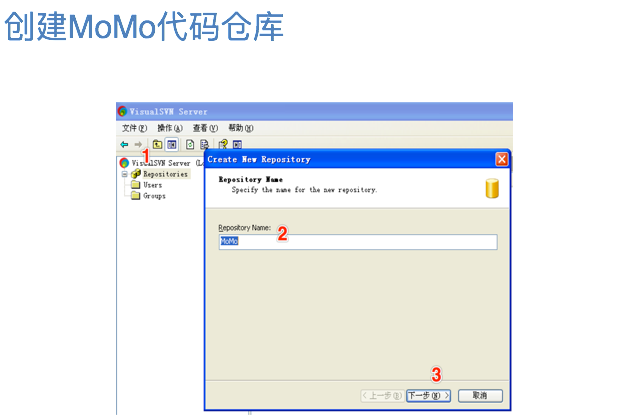 创建MoMo代码仓库
VisualSVN Server
文件(F) 操作(A) 查看(V) 帮助(H)
1
VisualSVN Server (Lo
Repositories
Users
Groups
Create New Repository
Repository Name
Specify the name for the new repository.
Repository Name:
2
MoMo
3
<上一步(B) 下一步(N) > 取消